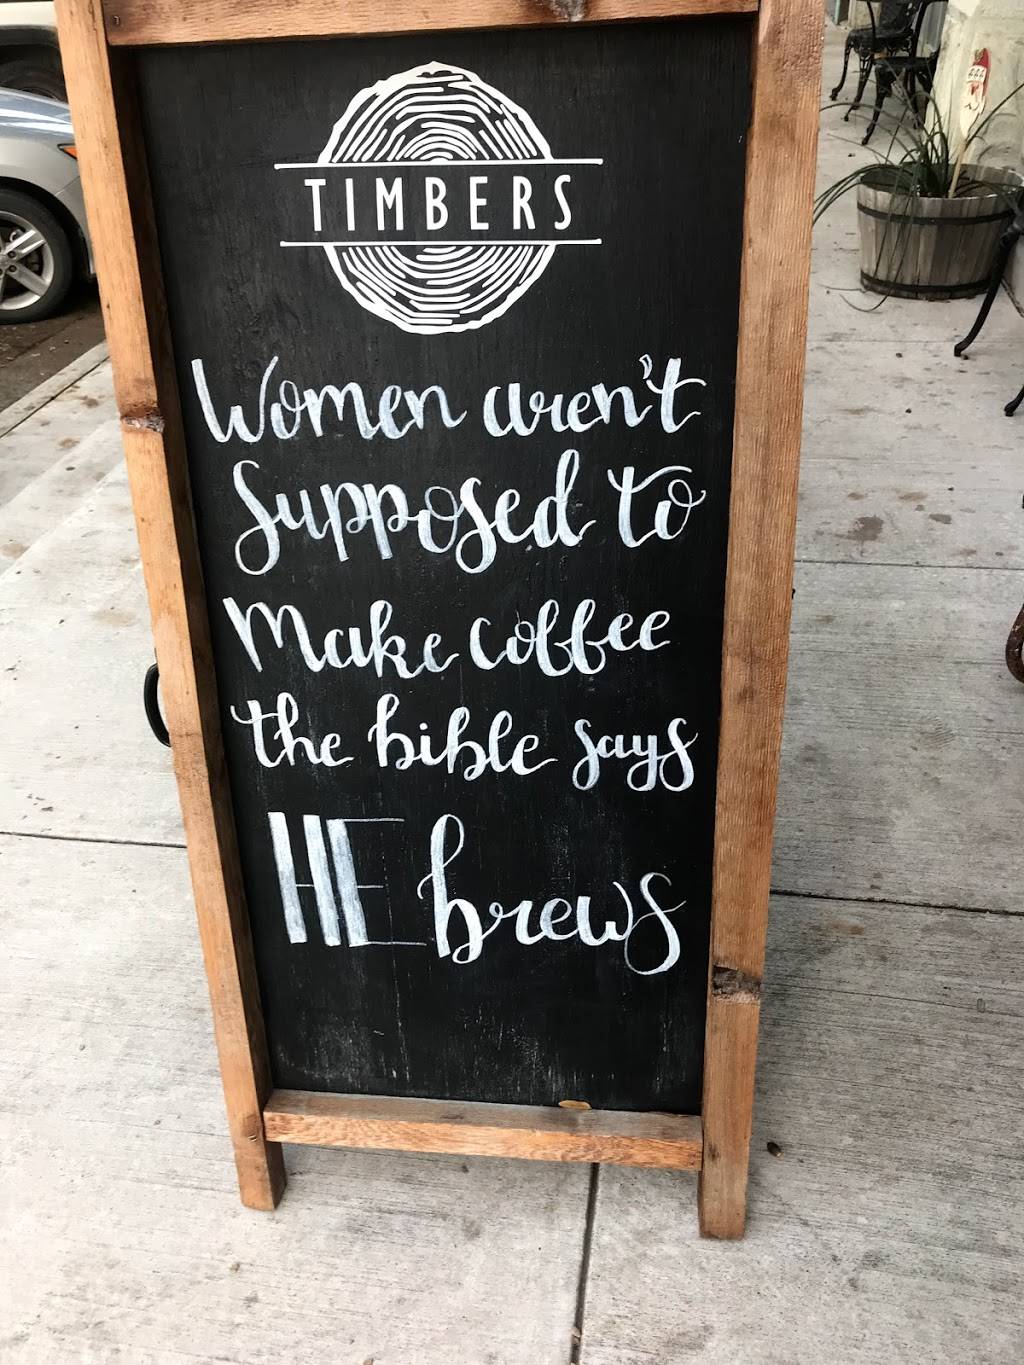 TIMBERS
Women aren't
Supposed to
Make coffee
the bible says
HE brews